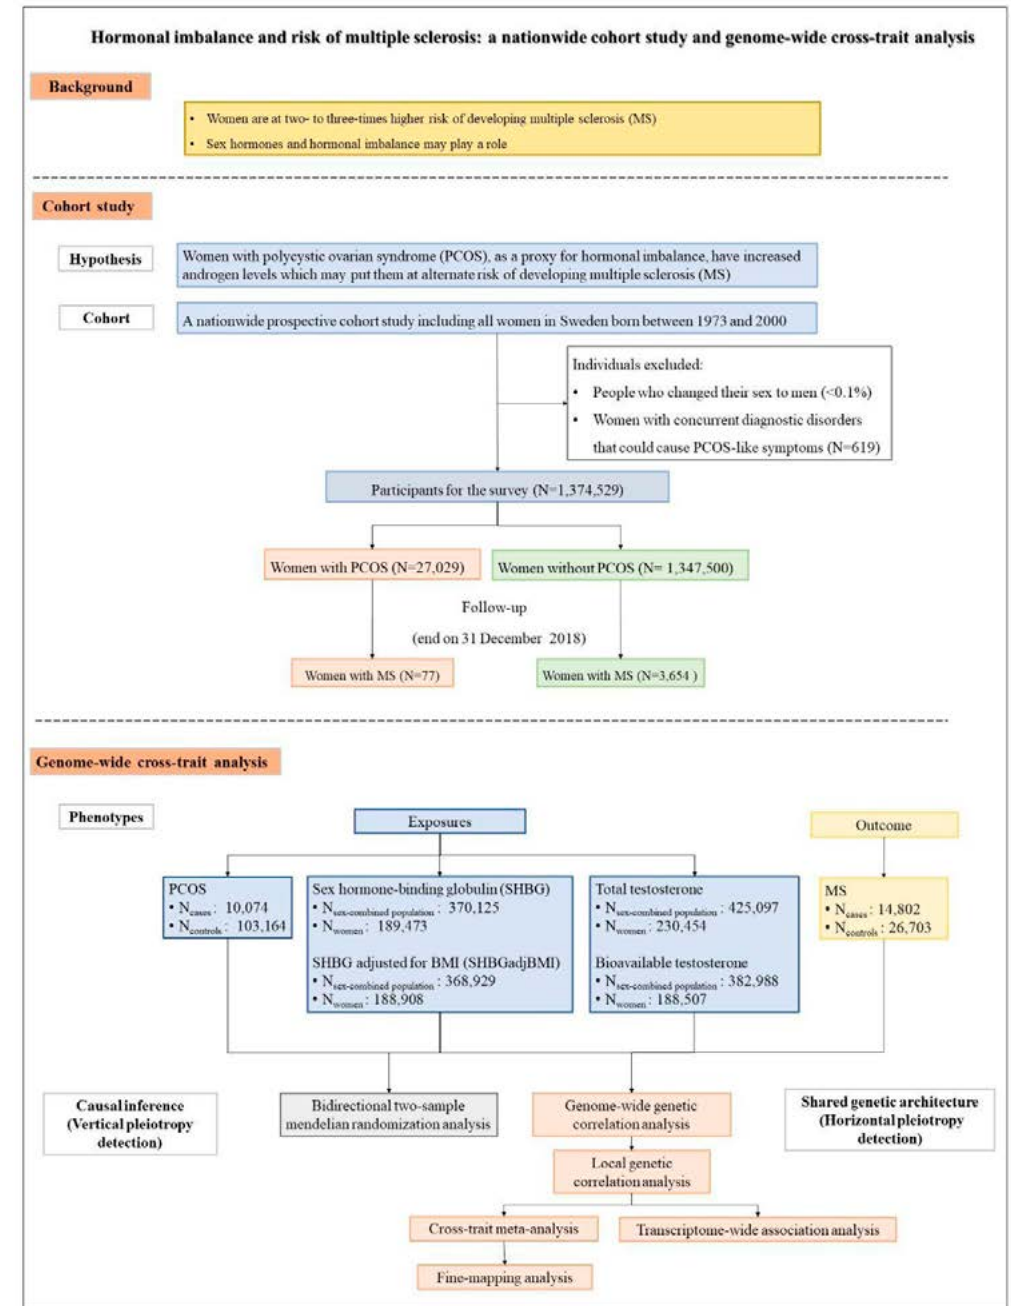 Hormonal imbalance and risk of multiple sclerosis: a nationwide cohort study and genome-wide cross-trait analysis
Background
• Women are at two- to three-times higher risk of developing multiple sclerosis (MS)
• Sex hormones and hormonal imbalance may play a role
Cohort study
Hypothesis
Women with polycystic ovarian syndrome (PCOS), as a proxy for hormonal imbalance, have increased
androgen levels which may put them at alternate risk of developing multiple sclerosis (MS)
Cohort
A nationwide prospective cohort study including all women in Sweden born between 1973 and 2000
Individuals excluded:
• People who changed their sex to men (<0.1%)
• Women with concurrent diagnostic disorders
that could cause PCOS-like symptoms (N=619)
Participants for the survey (N=1,374,529)
Women with PCOS (N=27,029)
Women without PCOS (N= 1,347,500)
Follow-up
(end on 31 December 2018)
Women with MS (N=77)
Women with MS (N=3,654 )
Genome-wide cross-trait analysis
Phenotypes
Exposures
Outcome
PCOS
• Ncases: 10,074
• Ncontrols: 103,164
Sex hormone-binding globulin (SHBG)
• Nsex-combined population: 370,125
• Nwomen: 189,473
SHBG adjusted for BMI (SHBGadjBMI)
• Nsex-combined population: 368,929
• Nwomen: 188,908
Total testosterone
• Nsex-combined population: 425,097
• Nwomen: 230,454
Bioavailable testosterone
• Nsex-combined population: 382,988
• Nwomen: 188,507
MS
• Ncases: 14,802
• Ncontrols: 26,703
Causal inference
(Vertical pleiotropy
detection)
Bidirectional two-sample
mendelian randomization analysis
Genome-wide genetic
correlation analysis
Shared genetic architecture
(Horizontal pleiotropy
detection)
Local genetic
correlation analysis
Cross-trait meta-analysis
Transcriptome-wide association analysis
Fine-mapping analysis